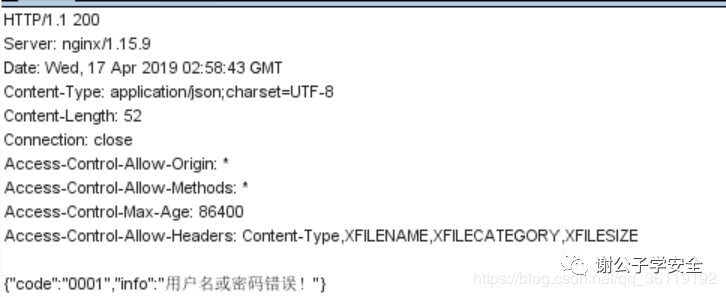 HTTP/1.1 200
Server: nginx/1.15.9
Date: Wed, 17 Apr 2019 02:58:43 GMT
Content-Type: application/json;charset=UTF-8
Content-Length: 52
Connection: close
Access-Control-Allow-Origin: *
Access-Control-Allow-Methods: *
Access-Control-Max-Age: 86400
Access-Control-Allow-Headers: Content-Type,XFILENAME,XFILECATEGORY,XFILESIZE
谢公子学安全
{"code":"0001","info":"用户名或密码错误！"}
https://blog.csdn.net/qq_36119192